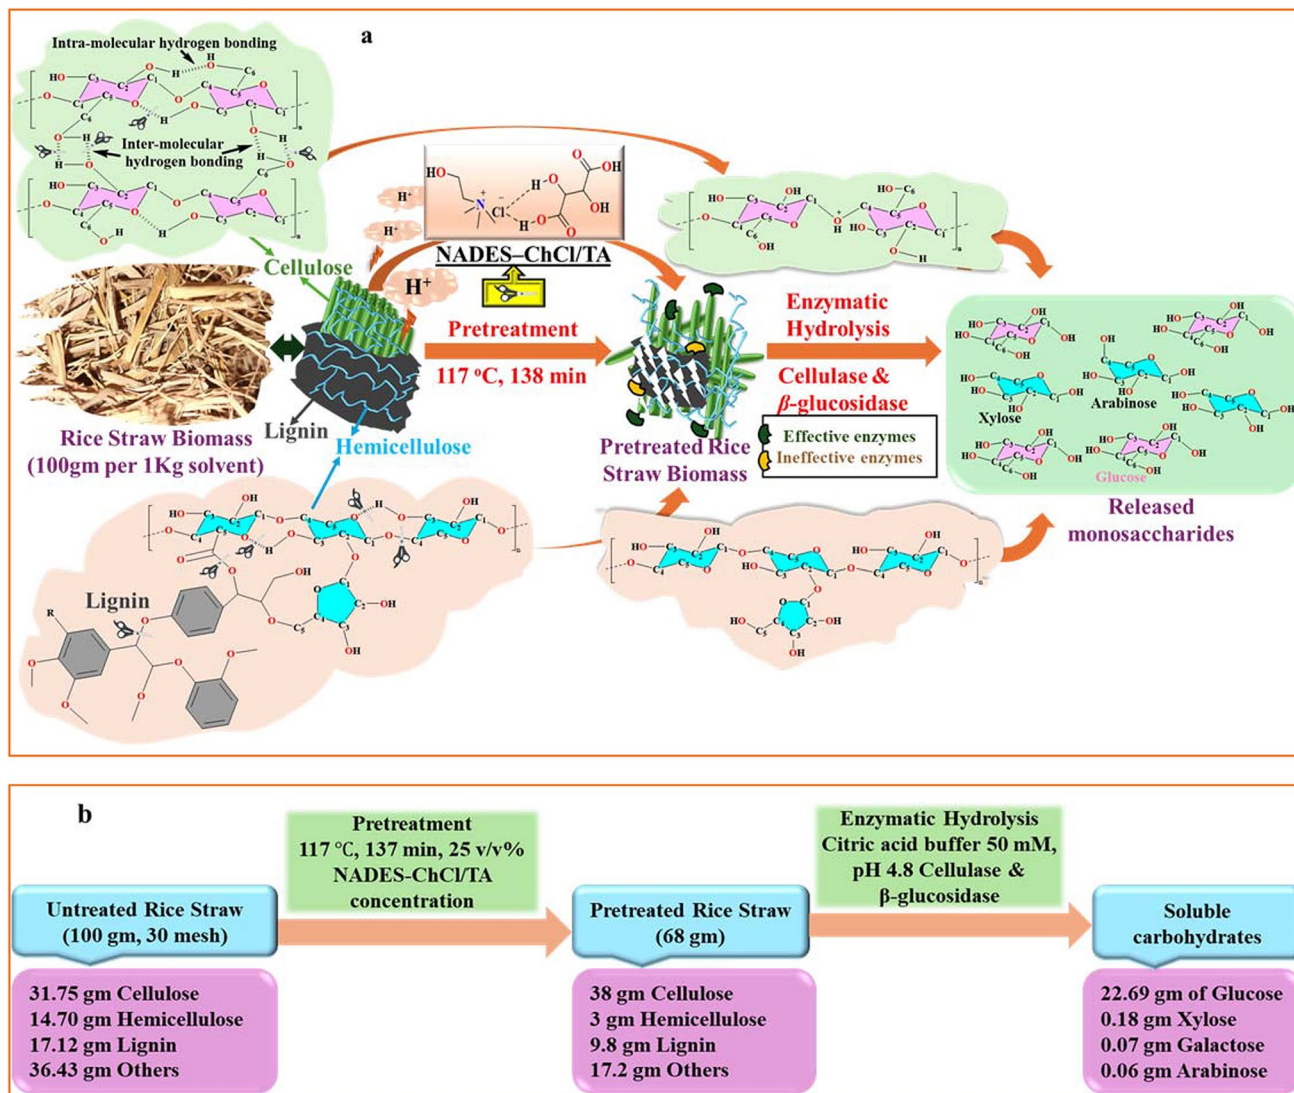 a
Intra-molecular hydrogen bonding
Inter-molecular
hydrogen bonding
Cellulose
H+
H+
H+
NADES–ChCl/TA
Pretreatment
117 °C, 138 min
Rice Straw Biomass
(100gm per 1Kg solvent)
Lignin
Hemicellulose
Pretreated Rice
Straw Biomass
Enzymatic
Hydrolysis
Cellulase &
β-glucosidase
Effective enzymes
Ineffective enzymes
Xylose
Arabinose
Glucose
Released
monosaccharides
Lignin
b
Pretreatment
117 ℃, 137 min, 25 v/v%
NADES-ChCl/TA
concentration
Enzymatic Hydrolysis
Citric acid buffer 50 mM,
pH 4.8 Cellulase &
β-glucosidase
Untreated Rice Straw
(100 gm, 30 mesh)
Pretreated Rice Straw
(68 gm)
Soluble
carbohydrates
31.75 gm Cellulose
14.70 gm Hemicellulose
17.12 gm Lignin
36.43 gm Others
38 gm Cellulose
3 gm Hemicellulose
9.8 gm Lignin
17.2 gm Others
22.69 gm of Glucose
0.18 gm Xylose
0.07 gm Galactose
0.06 gm Arabinose